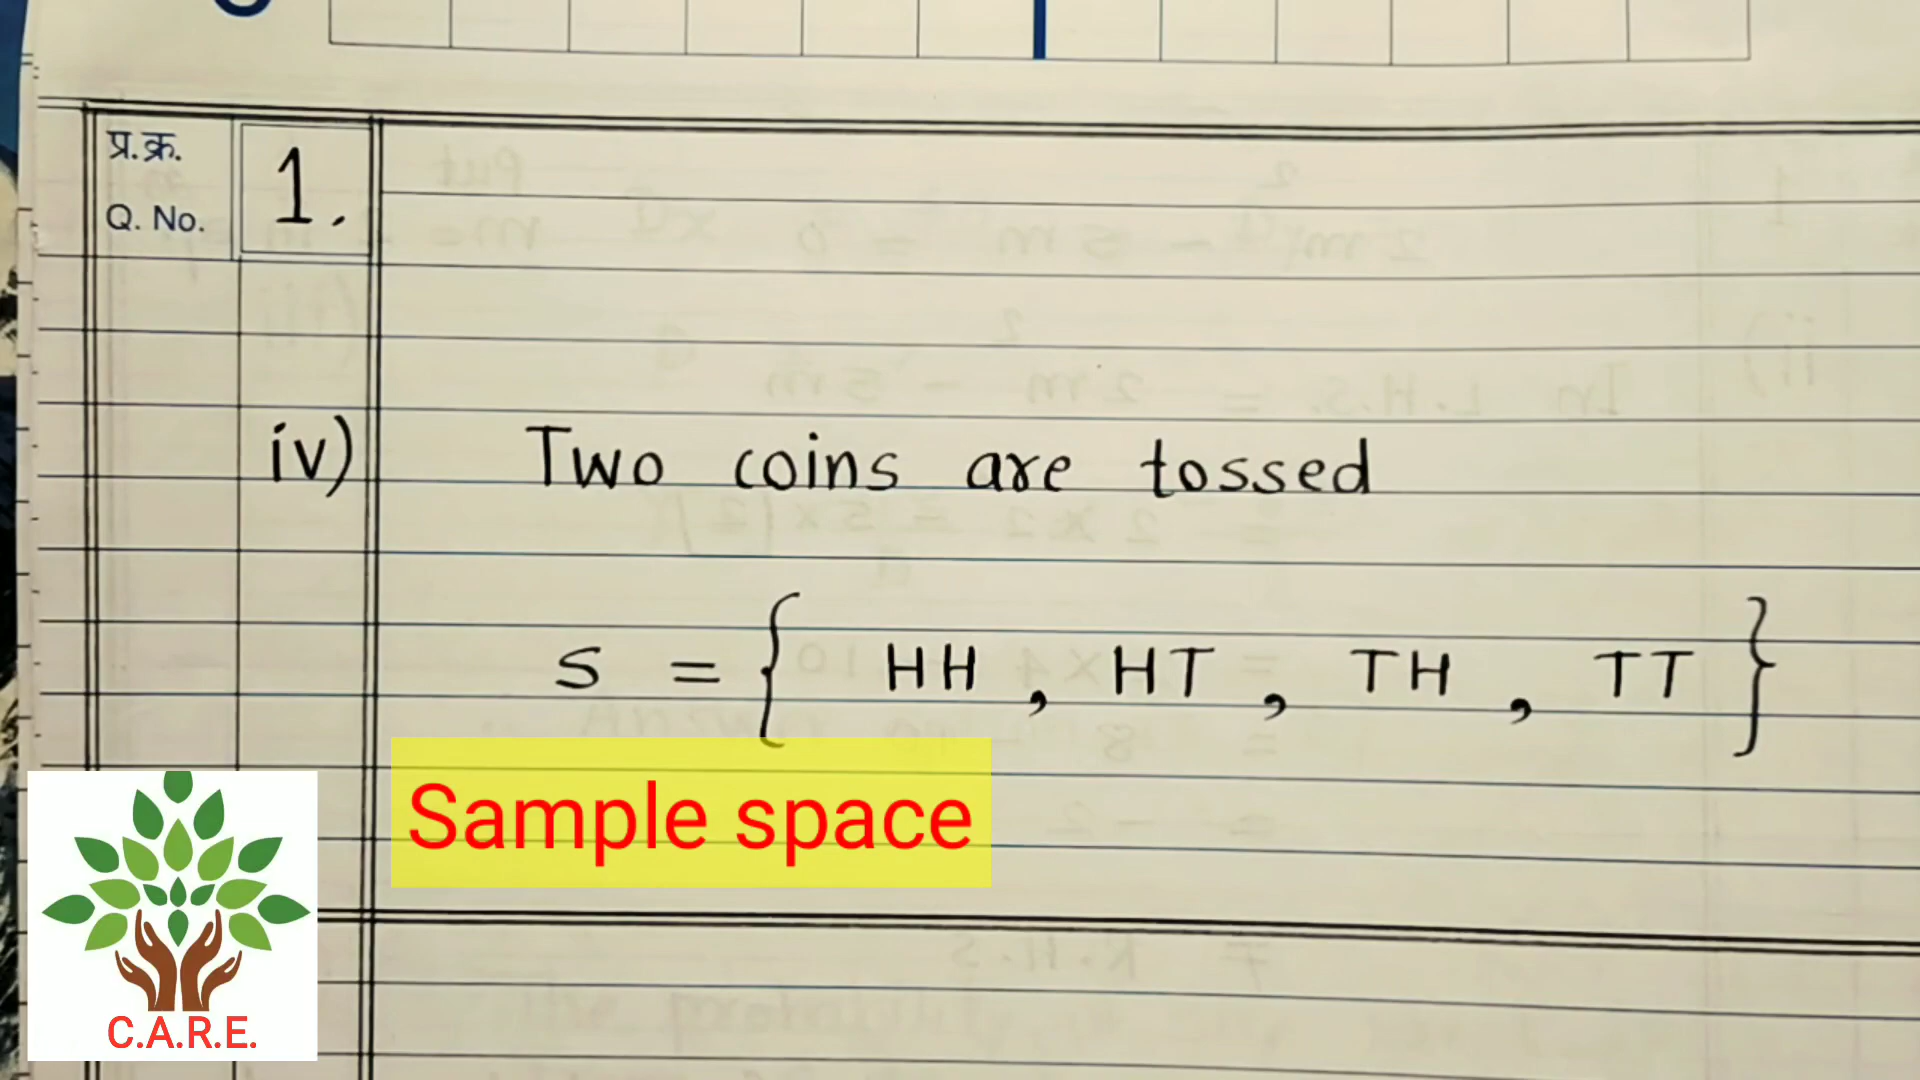 प्र.क्र.
Q. No.
1.
iv) Two coins are tossed
S = { HH , HT , TH , TT }
Sample space
C.A.R.E.